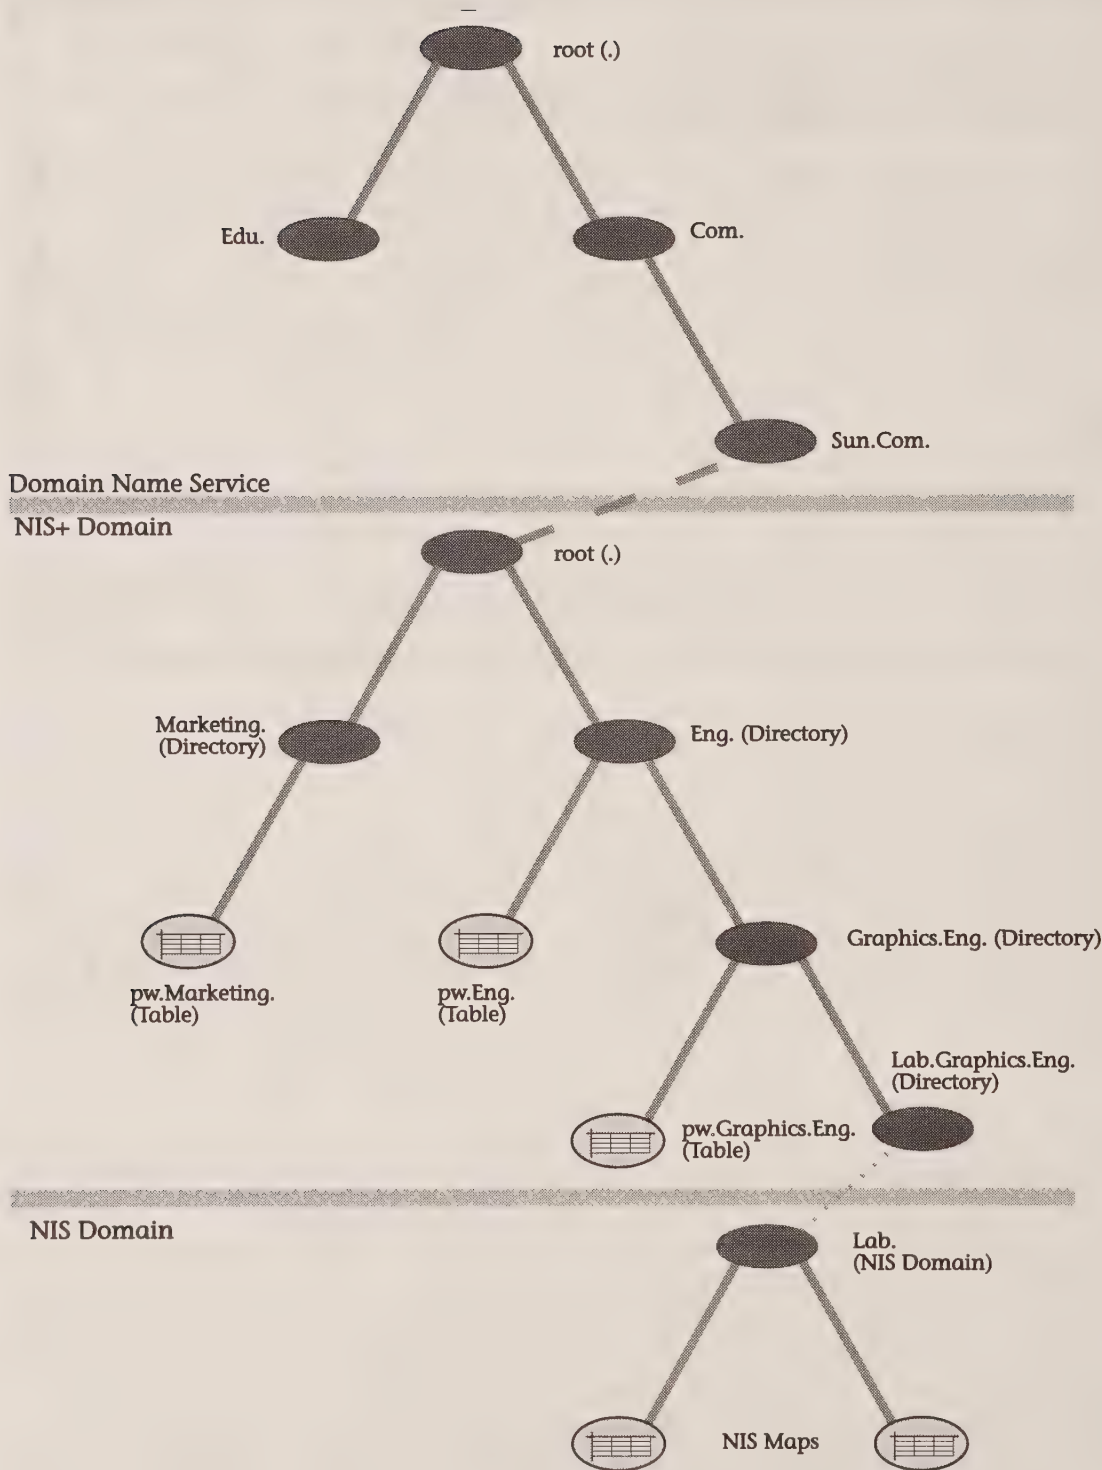 root (.)
Edu.
Com.
Sun.Com.
Domain Name Service
NIS+ Domain
root (.)
Marketing.
(Directory)
Eng. (Directory)
Graphics.Eng. (Directory)
pw.Marketing.
(Table)
pw.Eng.
(Table)
Lab.Graphics.Eng.
(Directory)
pw.Graphics.Eng.
(Table)
NIS Domain
Lab.
(NIS Domain)
NIS Maps